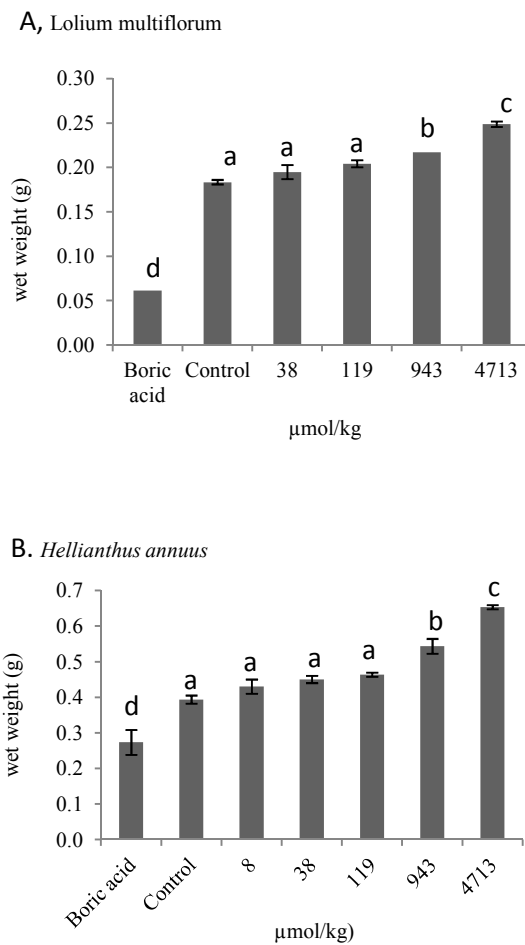 A, Lolium multiflorum
wet weight (g)
0.30
0.25
0.20
0.15
0.10
0.05
0.00
d
a
a
a
b
c
Boric acid
Control
38
119
943
4713
µmol/kg
B. Hellianthus annuus
wet weight (g)
0.7
0.6
0.5
0.4
0.3
0.2
0.1
0.0
d
a
a
a
a
b
c
Boric acid
Control
8
38
119
943
4713
µmol/kg)